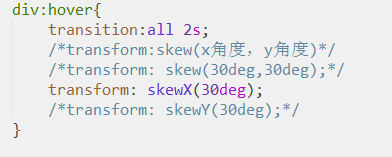 div:hover{
transition:all 2s;
/*transform:skew(x角度，y角度)*/
/*transform: skew(30deg,30deg);*/
transform: skewX(30deg);
/*transform: skewY(30deg);*/
}